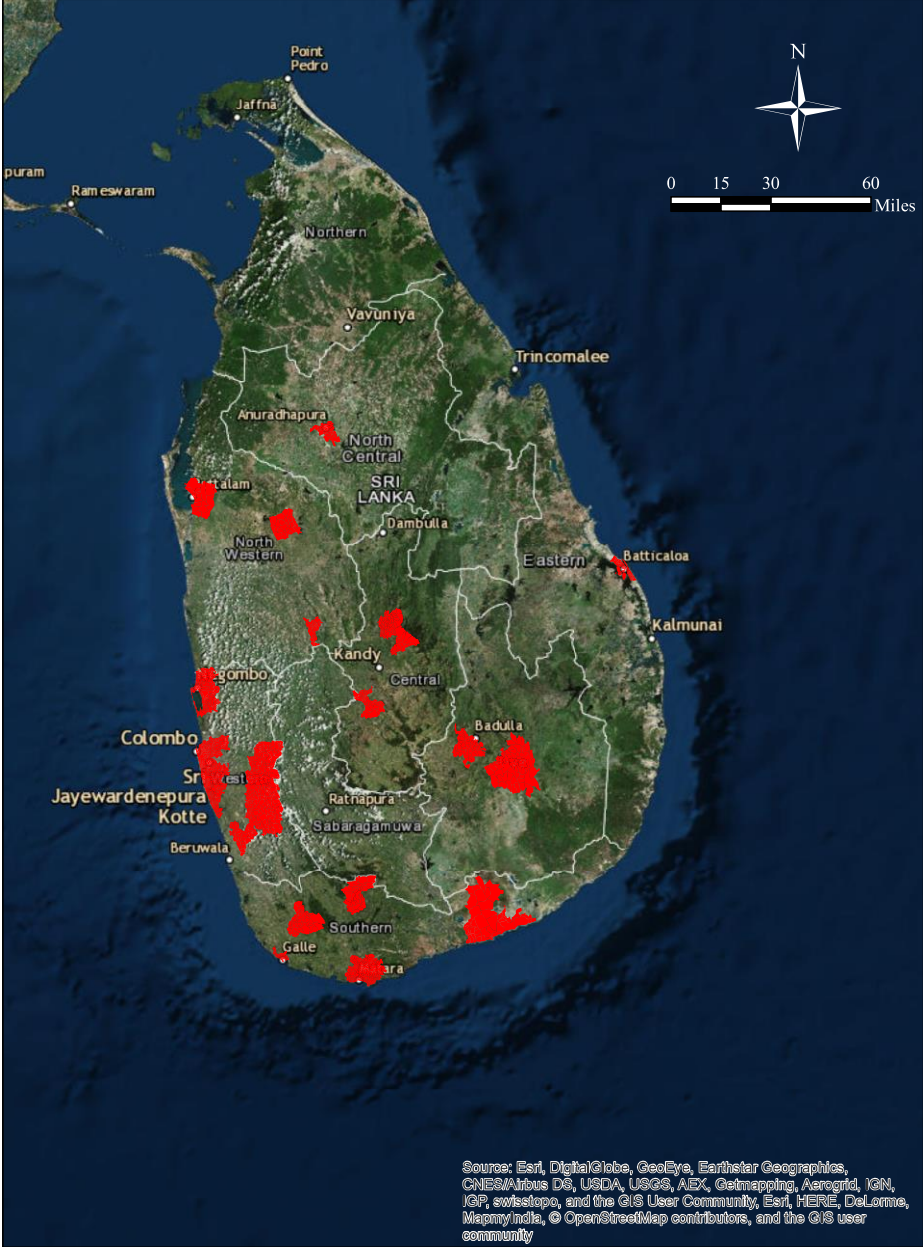 Point
Pedro
N
Jaffna
puram
Rameswaram
0 15 30 60
Miles
Northern
Vavuniya
Trincomalee
Anuradhapura
North
Central
SRI
LANKA
Dambulla
North
Western
Eastern
Batticaloa
Kalmunai
Kandy
Central
Negombo
Badulla
Colombo
Sri
Jayewardenepura
Kotte
Ratnapura
Sabaragamuwa
Beruwala
Southern
Galle
Matara
Source: Esri, DigitalGlobe, GeoEye, Earthstar Geographics,
CNES/Airbus DS, USDA, USGS, AEX, Getmapping, Aerogrid, IGN,
IGP, swisstopo, and the GIS User Community, Esri, HERE, DeLorme,
MapmyIndia, © OpenStreetMap contributors, and the GIS user
community